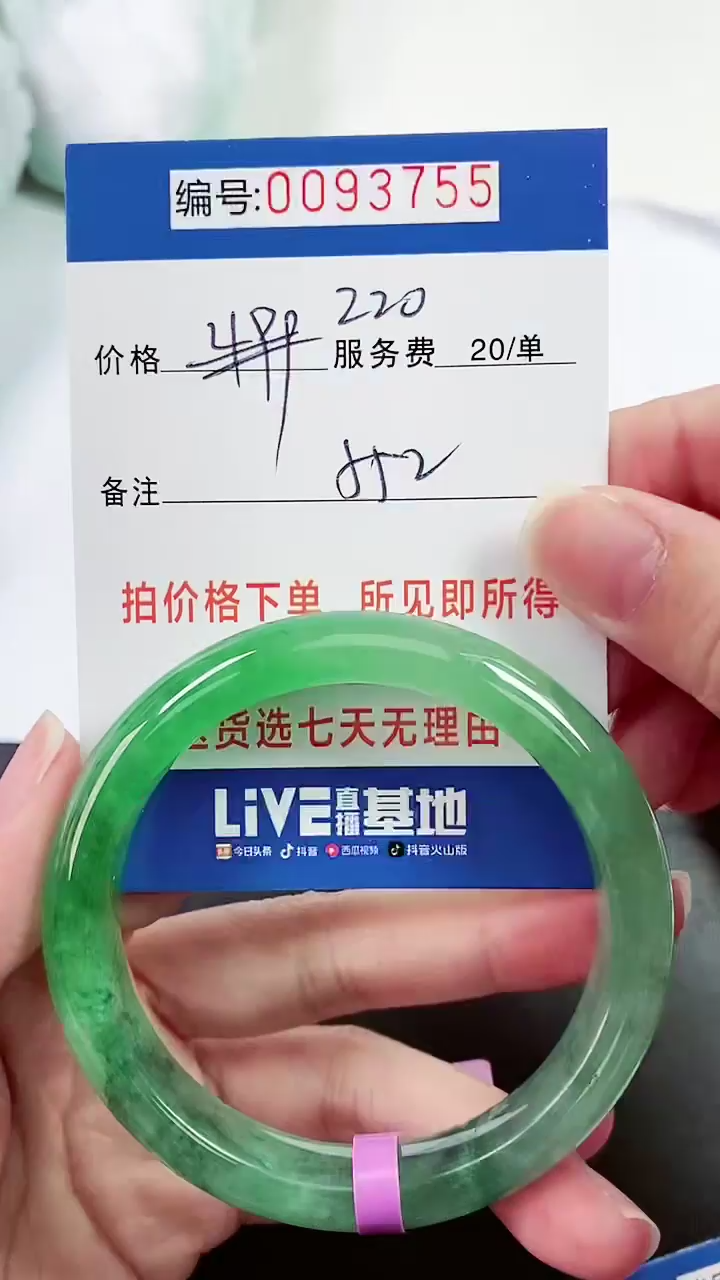 编号:0093755
220
价格 服务费 20/单
备注
拍价格下单 所见即所得
货选七天无理由
LiVE直播基地
今日头条 抖音 西瓜视频 抖音火山版